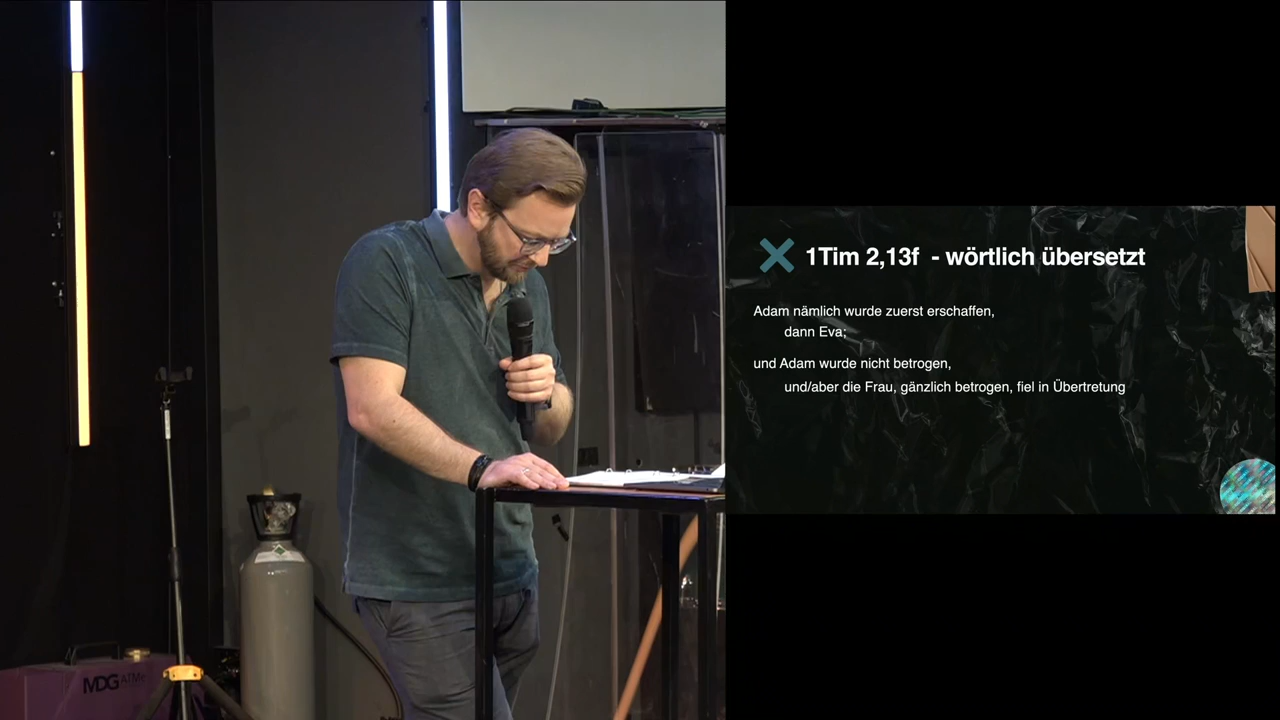 1Tim 2,13f - wörtlich übersetzt
Adam nämlich wurde zuerst erschaffen,
dann Eva;
und Adam wurde nicht betrogen,
und/aber die Frau, gänzlich betrogen, fiel in Übertretung
MDG ATMe